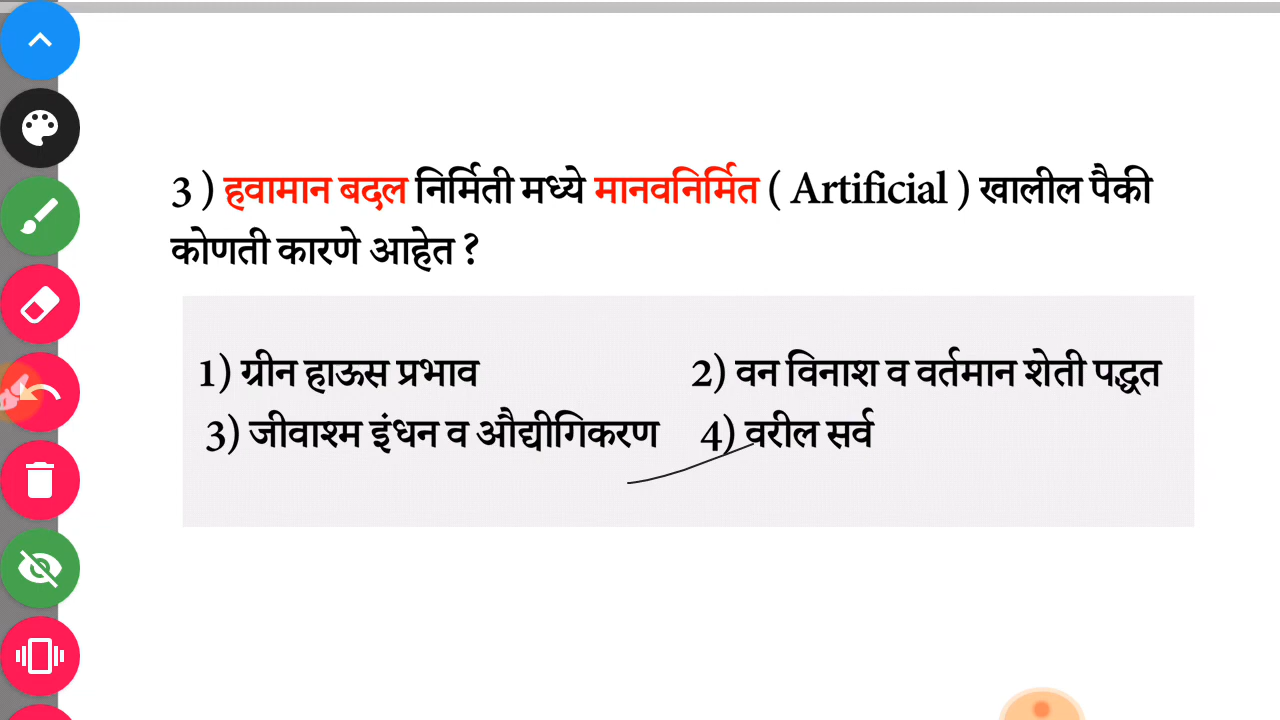 3 ) हवामान बदल निर्मिती मध्ये मानवनिर्मित ( Artificial ) खालील पैकी
कोणती कारणे आहेत ?
1) ग्रीन हाऊस प्रभाव 2) वन विनाश व वर्तमान शेती पद्धत
3) जीवाश्म इंधन व औद्यीगिकरण 4) वरील सर्व